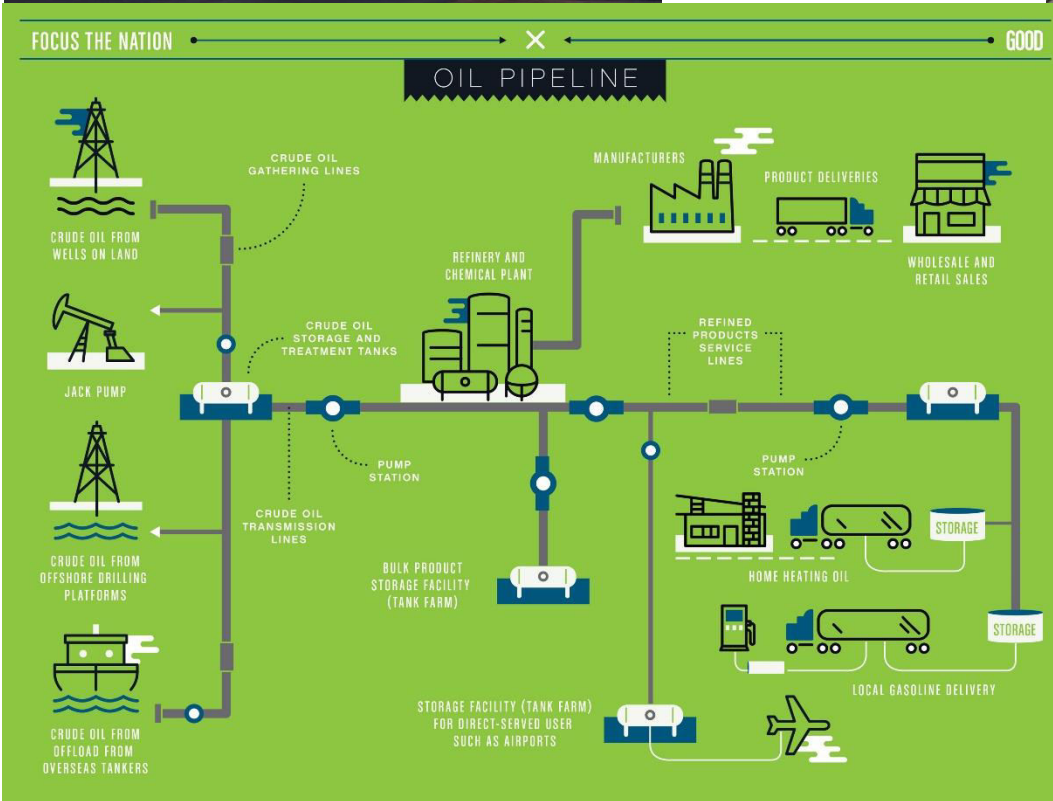 FOCUS THE NATION
GOOD
OIL PIPELINE
CRUDE OIL
GATHERING LINES
MANUFACTURERS
PRODUCT DELIVERIES
CRUDE OIL FROM
WELLS ON LAND
REFINERY AND
CHEMICAL PLANT
WHOLESALE AND
RETAIL SALES
CRUDE OIL
STORAGE AND
TREATMENT TANKS
REFINED
PRODUCTS
SERVICE
LINES
JACK PUMP
PUMP
STATION
PUMP
STATION
CRUDE OIL
TRANSMISSION
LINES
STORAGE
CRUDE OIL FROM
OFFSHORE DRILLING
PLATFORMS
BULK PRODUCT
STORAGE FACILITY
(TANK FARM)
HOME HEATING OIL
STORAGE
LOCAL GASOLINE DELIVERY
STORAGE FACILITY (TANK FARM)
FOR DIRECT-SERVED USER
SUCH AS AIRPORTS
CRUDE OIL FROM
OFFLOAD FROM
OVERSEAS TANKERS